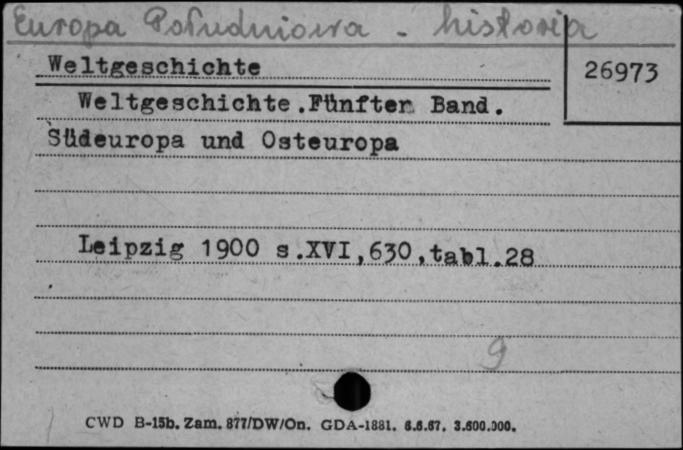 Europa Południowa - historia
Weltgeschichte
26973
Weltgeschichte.Fünfter Band.
Südeuropa und Osteuropa
Leipzig 1900 s.XVI,630,tabl.28
9
CWD B-15b. Zam. 877/DW/On. GDA-1881. 6.6.67. 3.600.000.